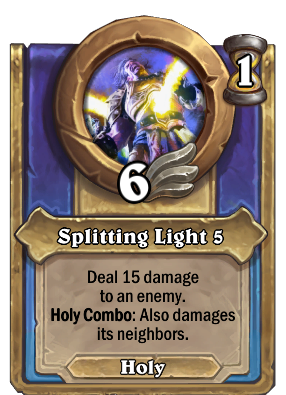 1
6
Splitting Light 5
Deal 15 damage
to an enemy.
Holy Combo: Also damages
its neighbors.
Holy